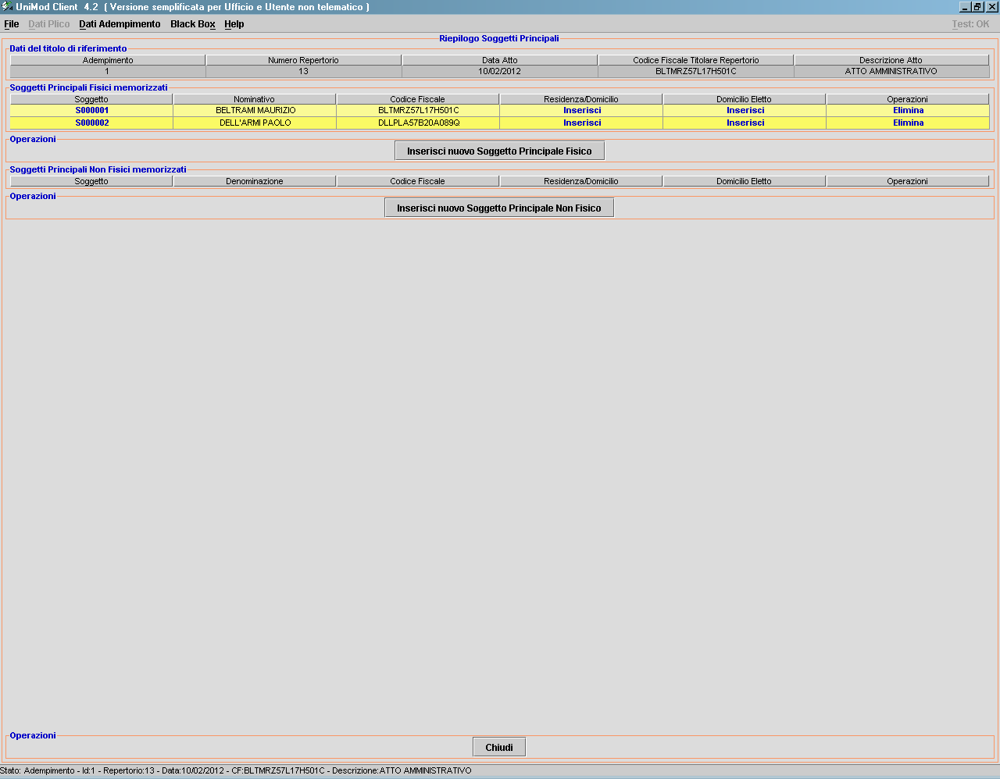 UniMod Client 4.2 ( Versione semplificata per Ufficio e Utente non telematico )
File Dati Plico Dati Adempimento Black Box Help Test: OK
Riepilogo Soggetti Principali
Dati del titolo di riferimento
Adempimento Numero Repertorio Data Atto Codice Fiscale Titolare Repertorio Descrizione Atto
1 13 10/02/2012 BLTMRZ57L17H501C ATTO AMMINISTRATIVO
Soggetti Principali Fisici memorizzati
Soggetto Nominativo Codice Fiscale Residenza/Domicilio Domicilio Eletto Operazioni
S000001 BELTRAMI MAURIZIO BLTMRZ57L17H501C Inserisci Inserisci Elimina
S000002 DELL'ARMI PAOLO DLLPLA57B20A089Q Inserisci Inserisci Elimina
Operazioni
Inserisci nuovo Soggetto Principale Fisico
Soggetti Principali Non Fisici memorizzati
Soggetto Denominazione Codice Fiscale Residenza/Domicilio Domicilio Eletto Operazioni
Operazioni
Inserisci nuovo Soggetto Principale Non Fisico
Operazioni
Chiudi
Stato: Adempimento - Id:1 - Repertorio:13 - Data:10/02/2012 - CF:BLTMRZ57L17H501C - Descrizione:ATTO AMMINISTRATIVO